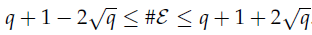 q + 1 − 2√q ≤ #ℰ ≤ q + 1 + 2√q.